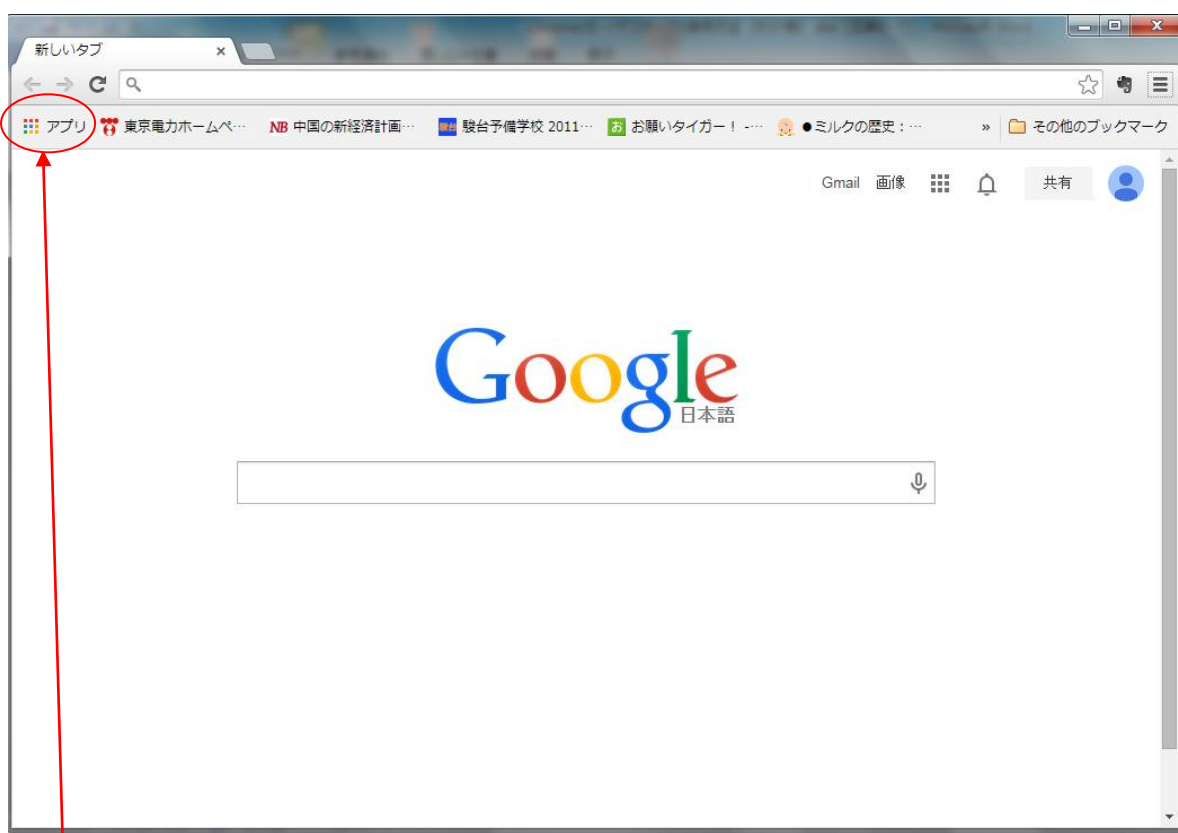 新しいタブ
アプリ 東京電力ホームペ… NB 中国の新経済計画… 駿台予備学校 2011… お お願いタイガー！ -… ●ミルクの歴史：… » その他のブックマーク
Gmail 画像 共有
Google
日本語